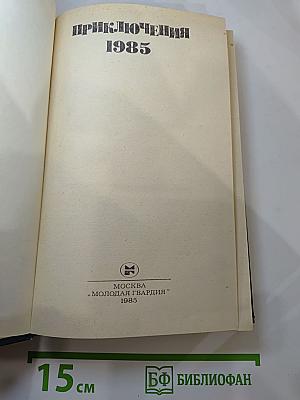 ПРИКЛЮЧЕНИЯ
1985
МОСКВА
„МОЛОДАЯ ГВАРДИЯ"
1985
15 см
БФ БИБЛИОФАН